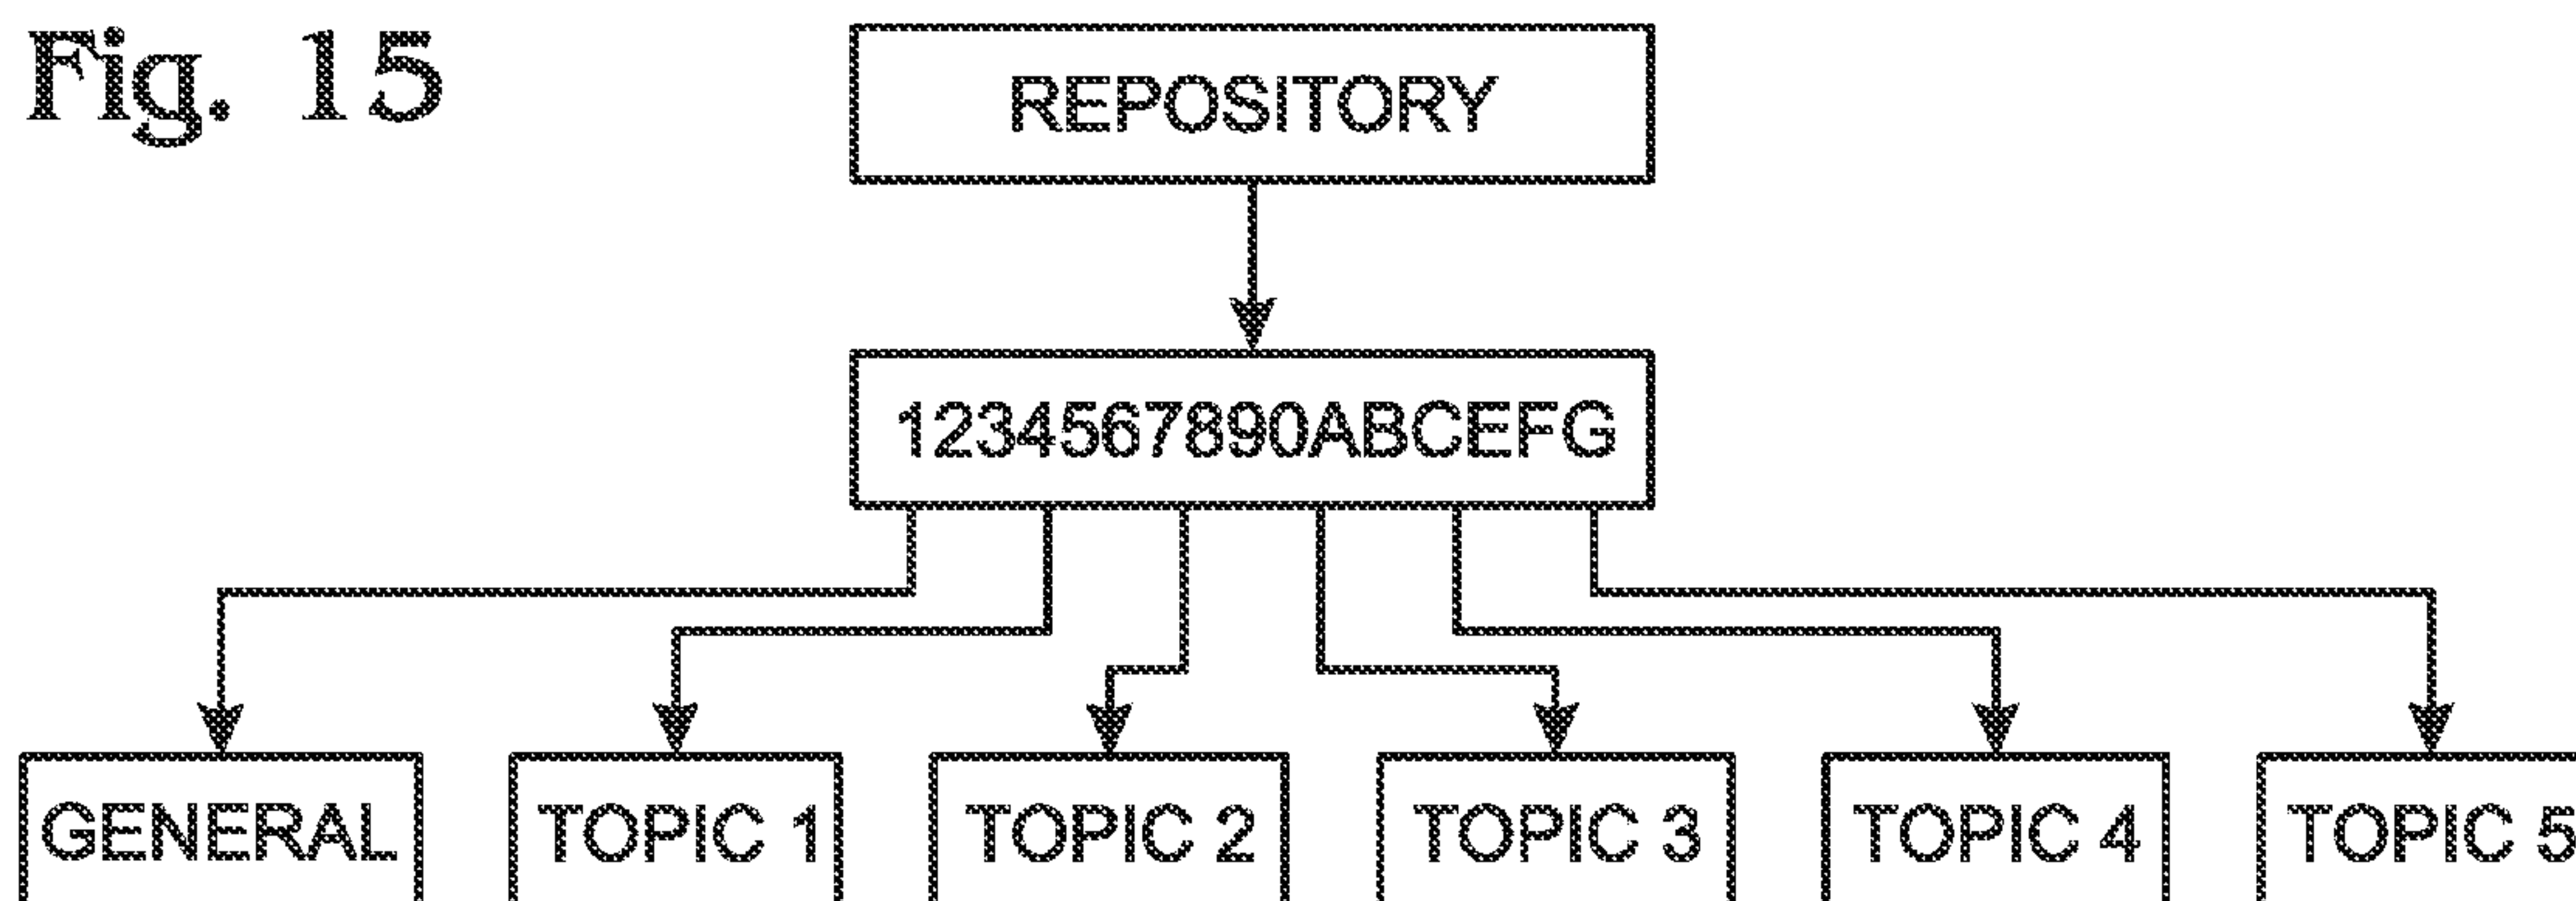 Fig. 15
REPOSITORY
1234567890ABCEFG
GENERAL
TOPIC 1
TOPIC 2
TOPIC 3
TOPIC 4
TOPIC 5